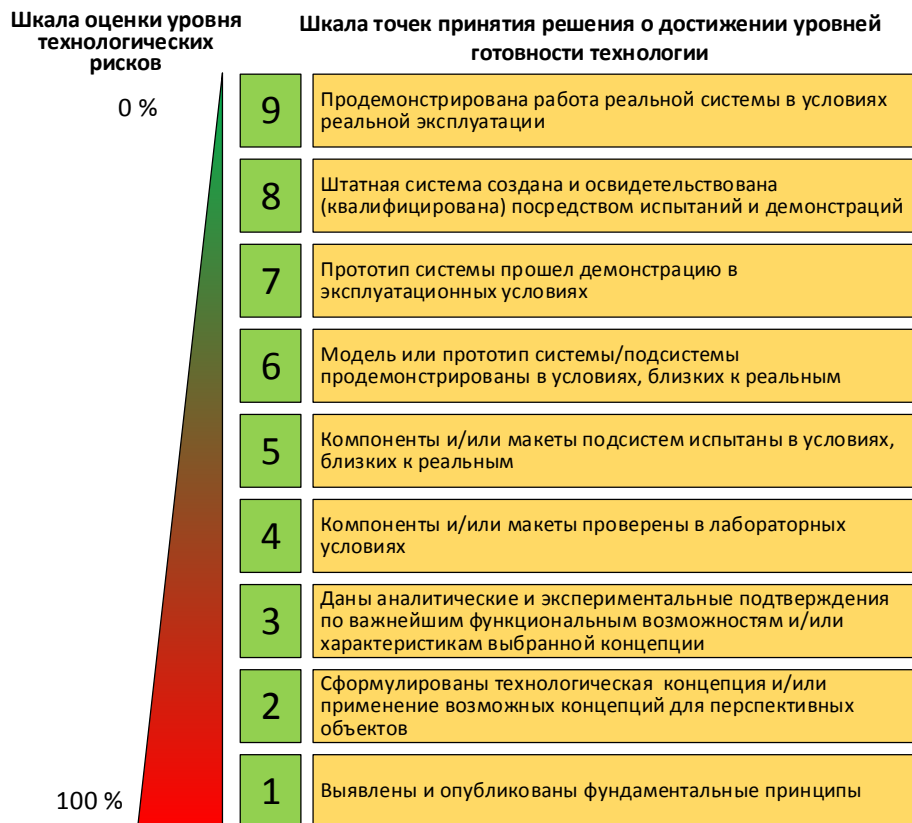 Шкала оценки уровня
технологических
рисков
Шкала точек принятия решения о достижении уровней
готовности технологии
0 %
9
Продемонстрирована работа реальной системы в условиях
реальной эксплуатации
8
Штатная система создана и освидетельствована
(квалифицирована) посредством испытаний и демонстраций
7
Прототип системы прошел демонстрацию в
эксплуатационных условиях
6
Модель или прототип системы/подсистемы
продемонстрированы в условиях, близких к реальным
5
Компоненты и/или макеты подсистем испытаны в условиях,
близких к реальным
4
Компоненты и/или макеты проверены в лабораторных
условиях
3
Даны аналитические и экспериментальные подтверждения
по важнейшим функциональным возможностям и/или
характеристикам выбранной концепции
2
Сформулированы технологическая концепция и/или
применение возможных концепций для перспективных
объектов
100 %
1
Выявлены и опубликованы фундаментальные принципы